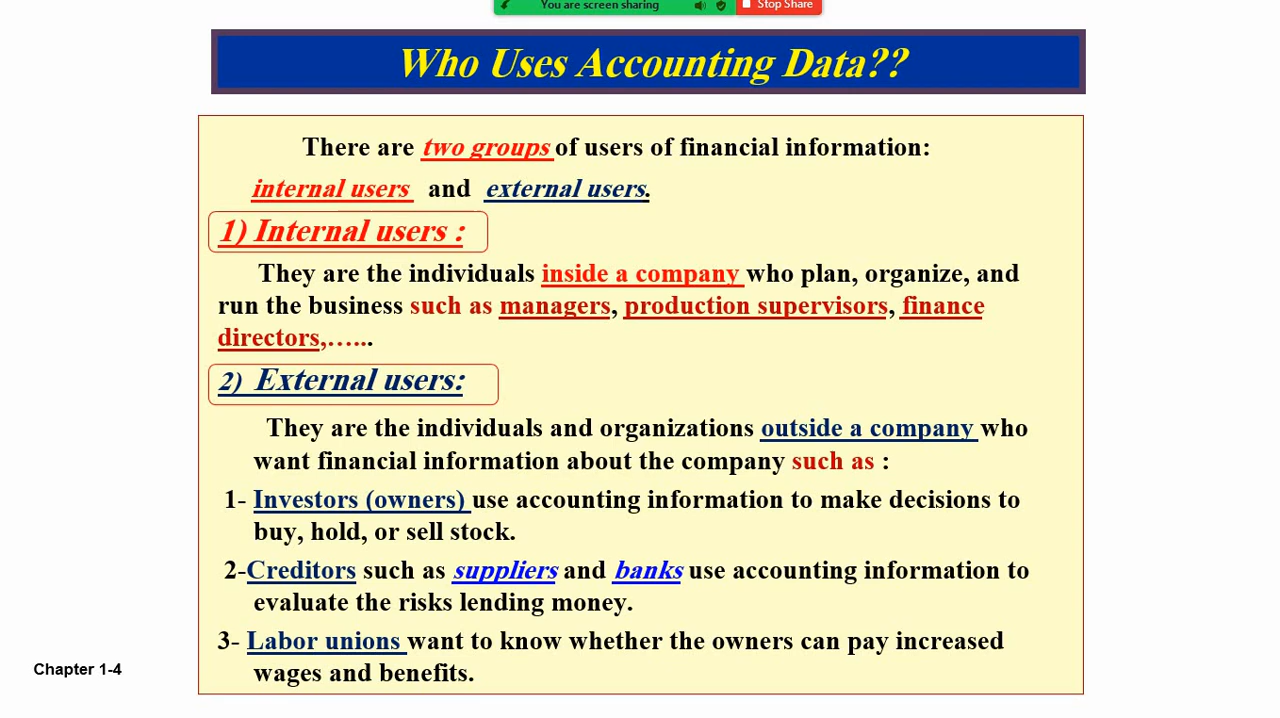 You are screen sharing Stop Share
Who Uses Accounting Data??
There are two groups of users of financial information:
internal users and external users.
1) Internal users :
They are the individuals inside a company who plan, organize, and
run the business such as managers, production supervisors, finance
directors,…...
2) External users:
They are the individuals and organizations outside a company who
want financial information about the company such as :
1- Investors (owners) use accounting information to make decisions to
buy, hold, or sell stock.
2-Creditors such as suppliers and banks use accounting information to
evaluate the risks lending money.
3- Labor unions want to know whether the owners can pay increased
wages and benefits.
Chapter 1-4